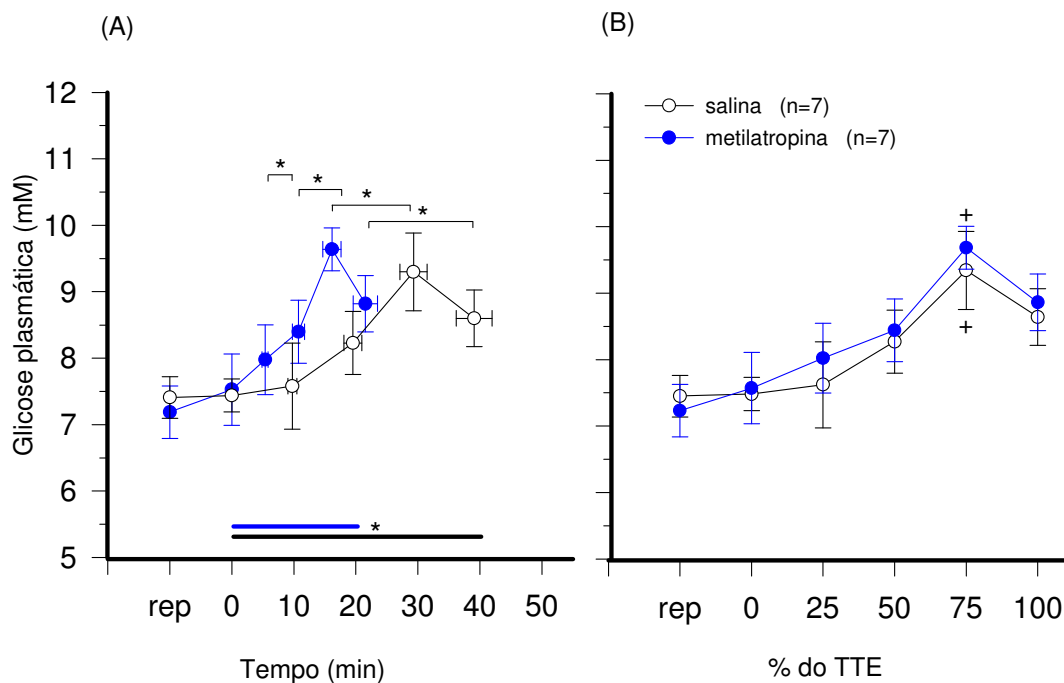 (A)
(B)
Glicose plasmática (mM)
12
11
10
9
8
7
6
5
*
*
*
*
*
rep 0 10 20 30 40 50
Tempo (min)
salina (n=7)
metilatropina (n=7)
+
+
rep 0 25 50 75 100
% do TTE